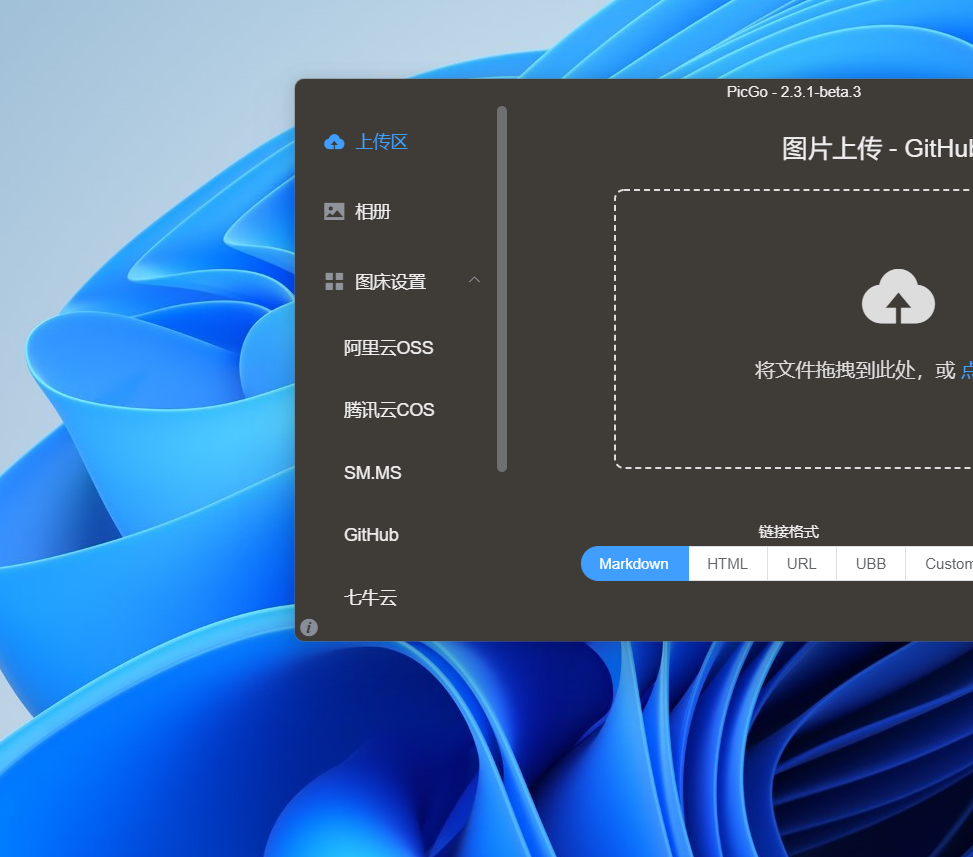 PicGo - 2.3.1-beta.3
上传区
相册
图床设置
阿里云OSS
腾讯云COS
SM.MS
GitHub
七牛云
图片上传 - GitHub
将文件拖拽到此处，或 点
链接格式
Markdown HTML URL UBB Custom